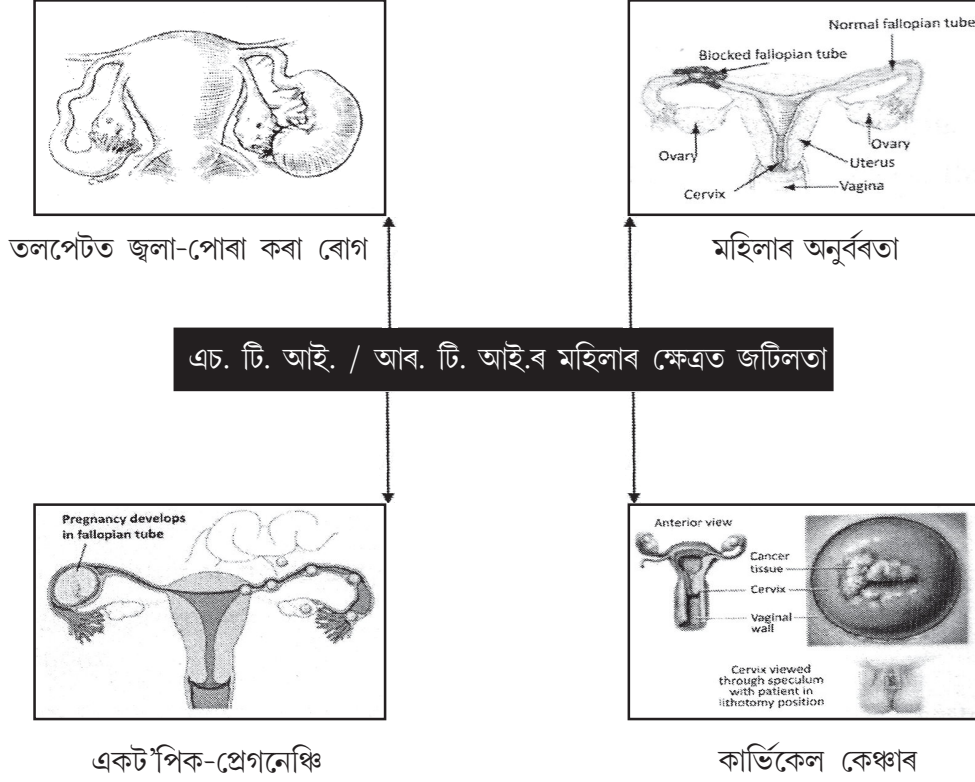 Normal fallopian tube
Blocked fallopian tube
Ovary
Ovary
Uterus
Cervix
Vagina
তলপেটত জ্বলা-পোৰা কৰা ৰোগ
মহিলাৰ অনুৰ্বৰতা
এচ. টি. আই. / আৰ. টি. আই.ৰ মহিলাৰ ক্ষেত্ৰত জটিলতা
Pregnancy develops
in fallopian tube
Anterior view
Cancer
tissue
Cervix
Vaginal
wall
Cervix viewed
through speculum
with patient in
lithotomy position
একট'পিক-প্ৰেগনেঞ্চি
কাৰ্ভিকেল কেঞ্চাৰ